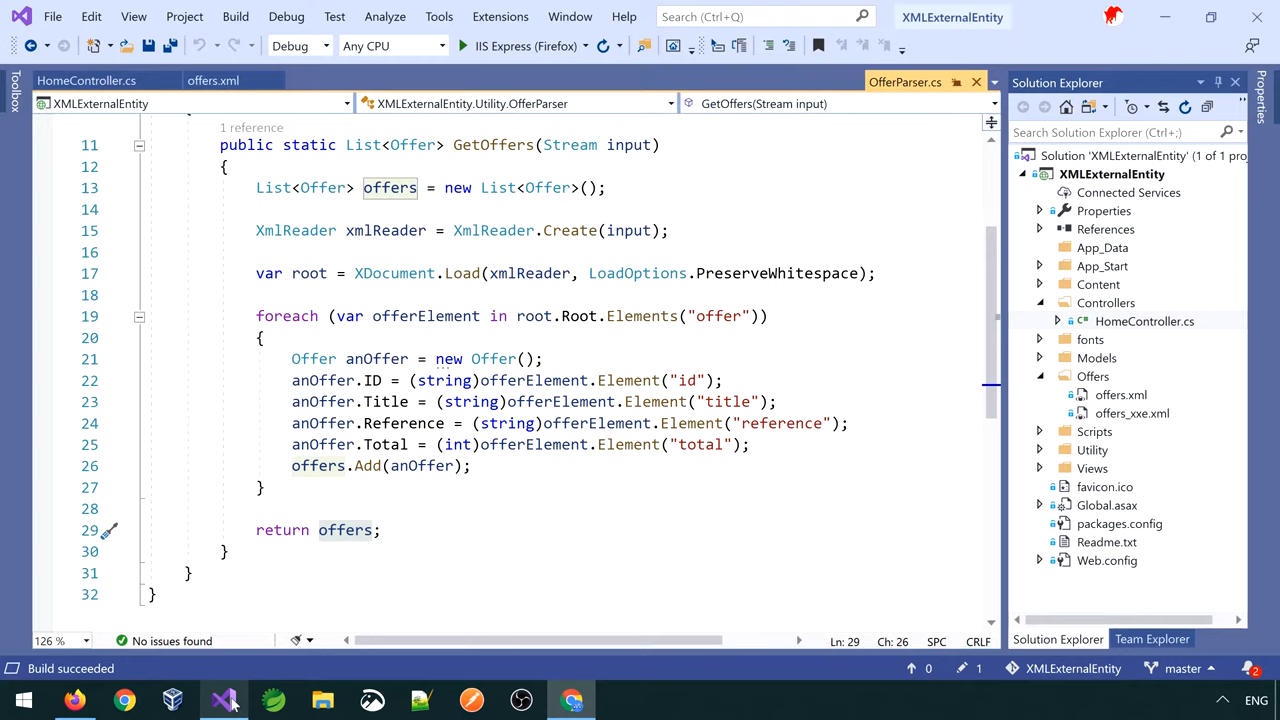 File Edit View Project Build Debug Test Analyze Tools Extensions Window Help Search (Ctrl+Q) XMLExternalEntity
Debug Any CPU IIS Express (Firefox)
Toolbox
HomeController.cs offers.xml OfferParser.cs
XMLExternalEntity XMLExternalEntity.Utility.OfferParser GetOffers(Stream input)
1 reference
11 public static List<Offer> GetOffers(Stream input)
12 {
13 List<Offer> offers = new List<Offer>();
14
15 XmlReader xmlReader = XmlReader.Create(input);
16
17 var root = XDocument.Load(xmlReader, LoadOptions.PreserveWhitespace);
18
19 foreach (var offerElement in root.Root.Elements("offer"))
20 {
21 Offer anOffer = new Offer();
22 anOffer.ID = (string)offerElement.Element("id");
23 anOffer.Title = (string)offerElement.Element("title");
24 anOffer.Reference = (string)offerElement.Element("reference");
25 anOffer.Total = (int)offerElement.Element("total");
26 offers.Add(anOffer);
27 }
28
29 return offers;
30 }
31 }
32 }
126 % No issues found Ln: 29 Ch: 26 SPC CRLF
Solution Explorer
Search Solution Explorer (Ctrl+;)
Solution 'XMLExternalEntity' (1 of 1 proj
XMLExternalEntity
Connected Services
Properties
References
App_Data
App_Start
Content
Controllers
C# HomeController.cs
fonts
Models
Offers
offers.xml
offers_xxe.xml
Scripts
Utility
Views
favicon.ico
Global.asax
packages.config
Readme.txt
Web.config
Solution Explorer Team Explorer
Properties
Build succeeded 0 1 XMLExternalEntity master 2
ENG